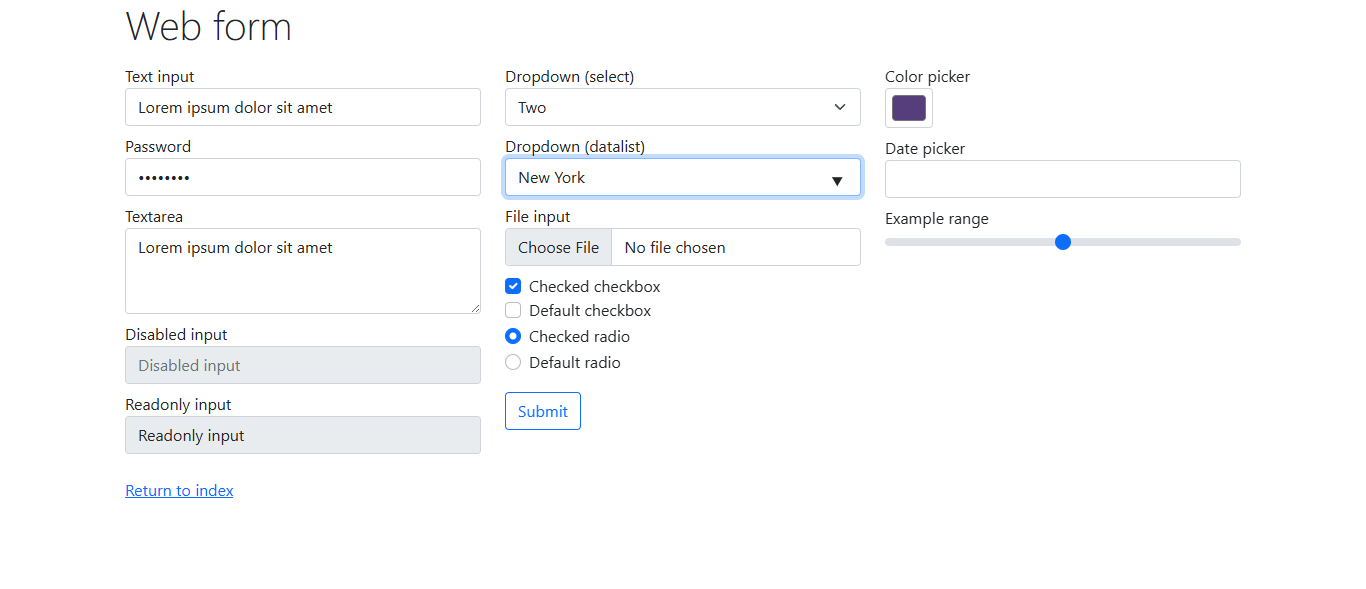 Web form
Text input
Lorem ipsum dolor sit amet
Password
••••••••
Textarea
Lorem ipsum dolor sit amet
Disabled input
Disabled input
Readonly input
Readonly input
Return to index
Dropdown (select)
Two
Dropdown (datalist)
New York
File input
Choose File No file chosen
Checked checkbox
Default checkbox
Checked radio
Default radio
Submit
Color picker
Date picker
Example range